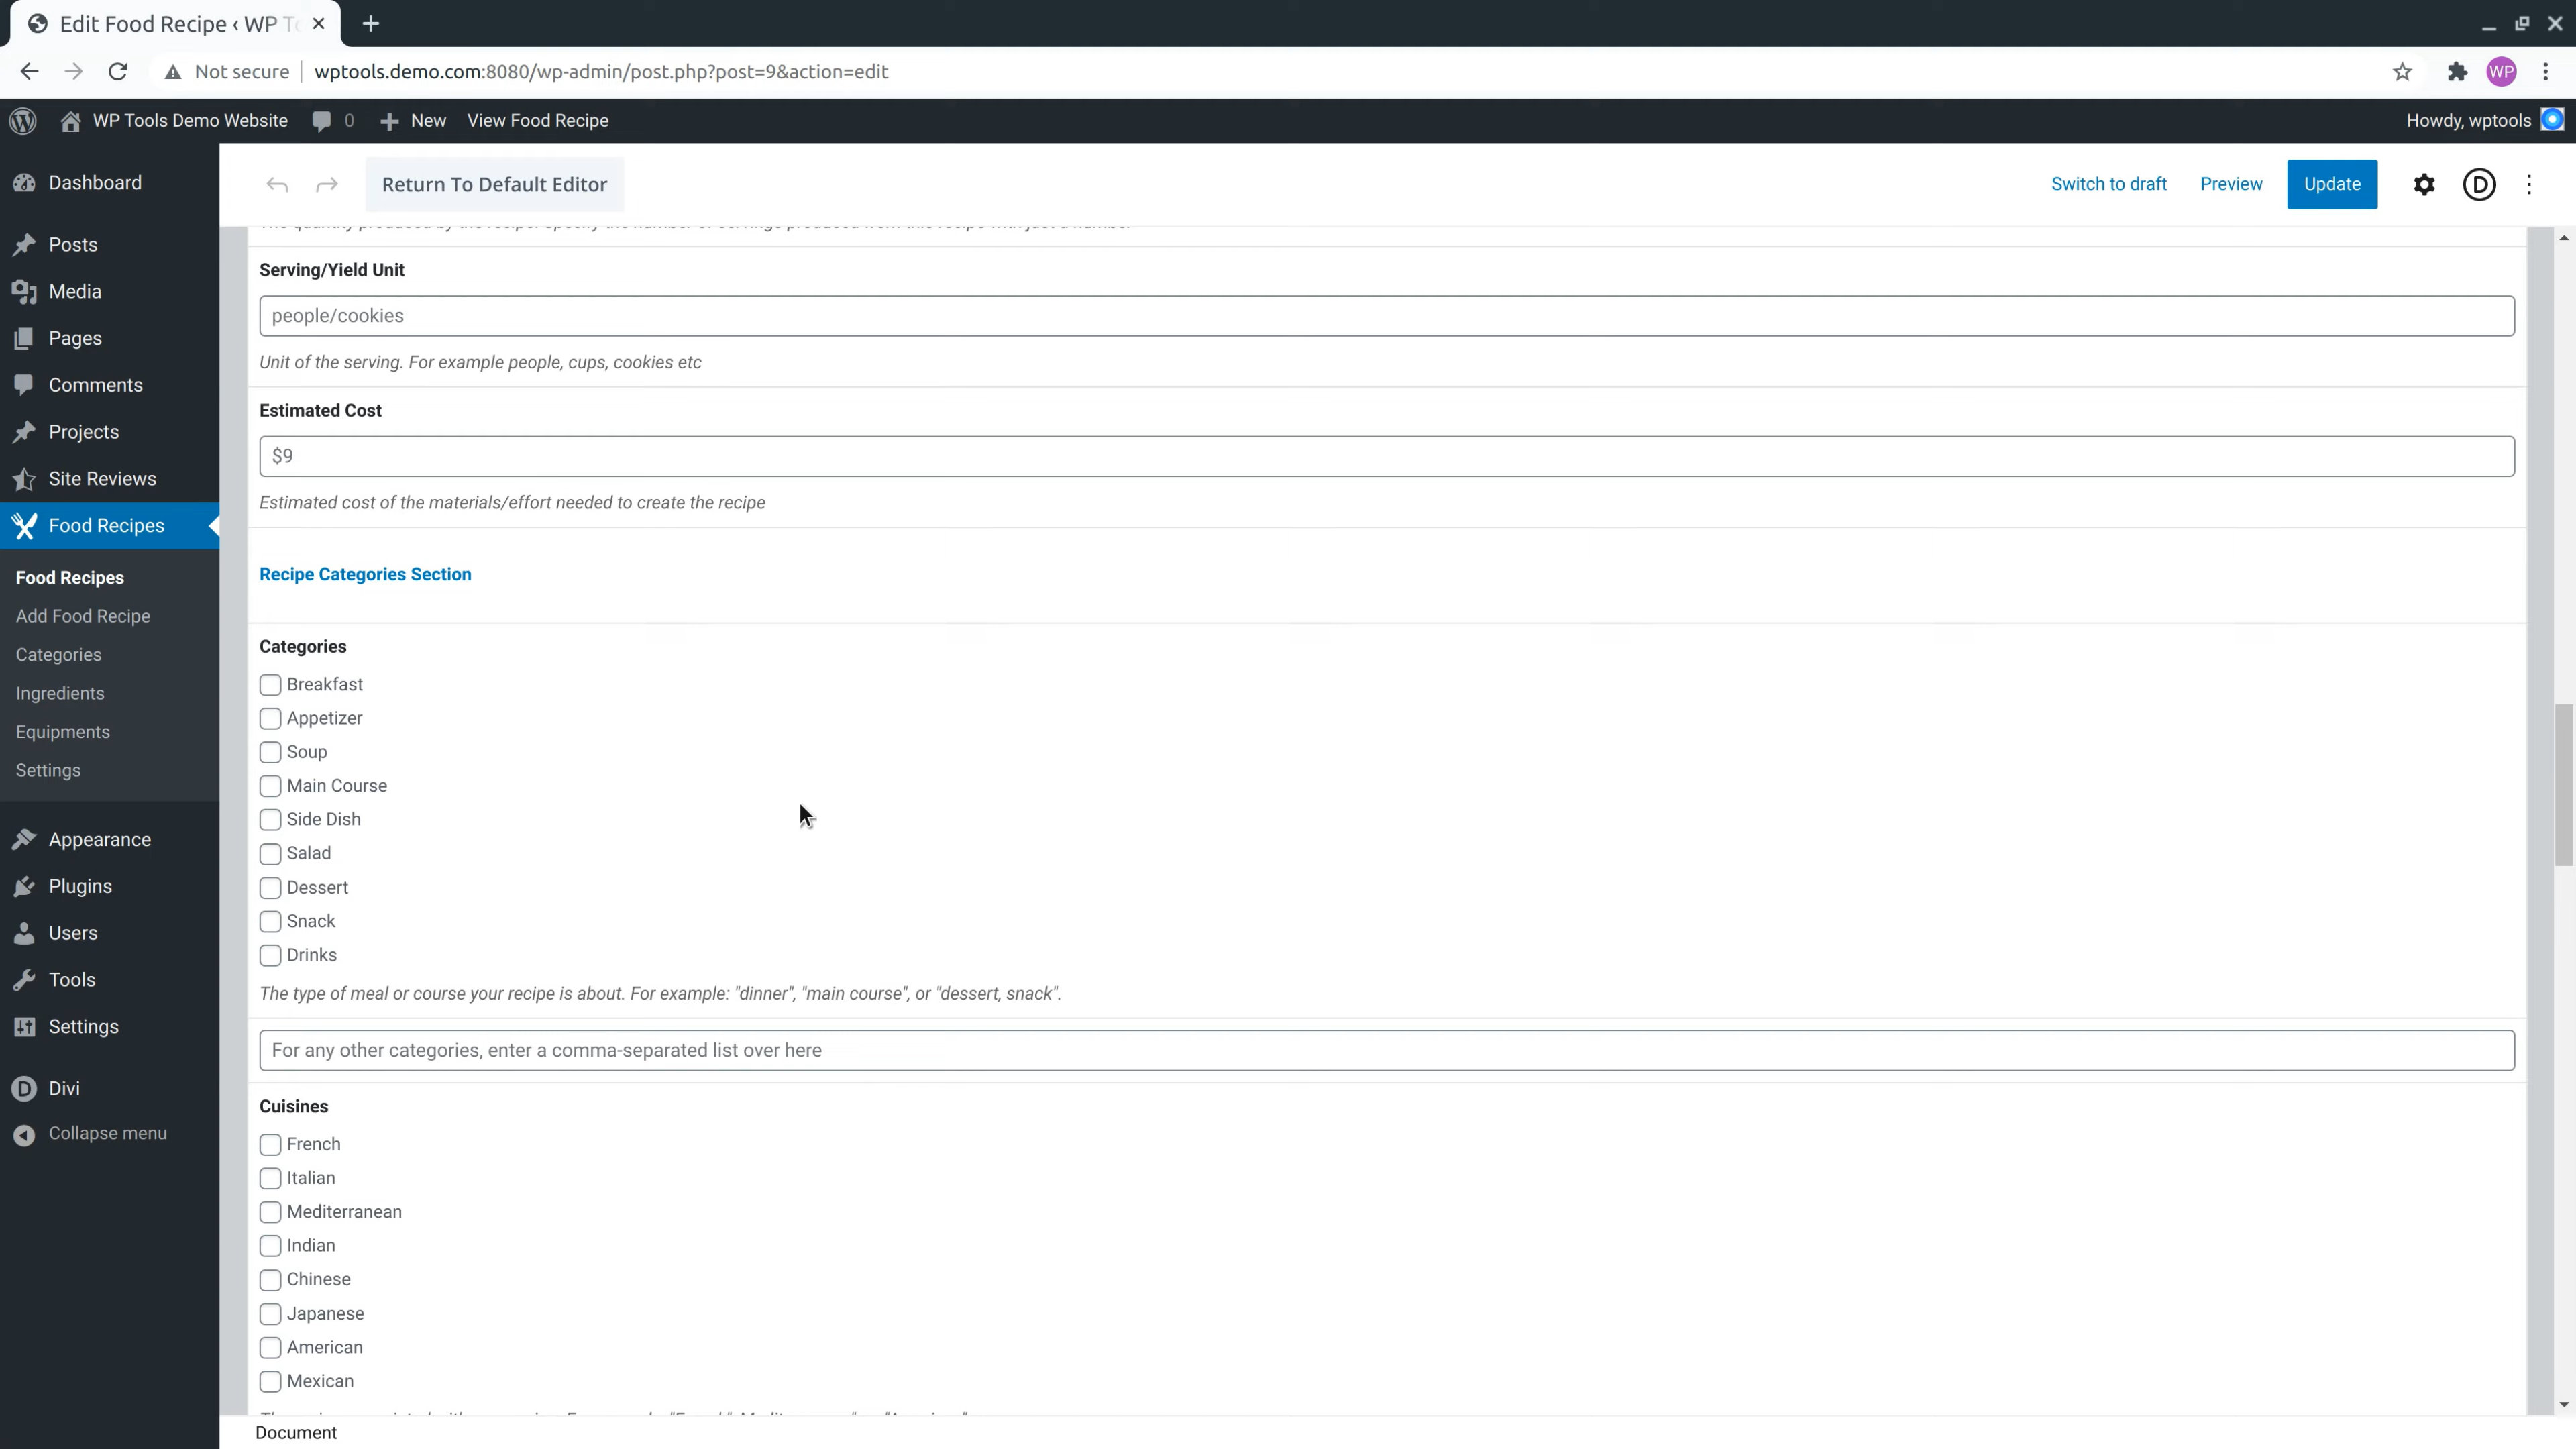 Edit Food Recipe ‹ WP To
Not secure
wptools.demo.com:8080/wp-admin/post.php?post=9&action=edit
WP
WP Tools Demo Website
0
New
View Food Recipe
Howdy, wptools
Dashboard
Posts
Media
Pages
Comments
Projects
Site Reviews
Food Recipes
Food Recipes
Add Food Recipe
Categories
Ingredients
Equipments
Settings
Appearance
Plugins
Users
Tools
Settings
D
Divi
Collapse menu
Return To Default Editor
Switch to draft
Preview
Update
D
The quantity produced by the recipe. Specify the number of servings produced from this recipe with just a number
Serving/Yield Unit
people/cookies
Unit of the serving. For example people, cups, cookies etc
Estimated Cost
$9
Estimated cost of the materials/effort needed to create the recipe
Recipe Categories Section
Categories
Breakfast
Appetizer
Soup
Main Course
Side Dish
Salad
Dessert
Snack
Drinks
The type of meal or course your recipe is about. For example: "dinner", "main course", or "dessert, snack".
For any other categories, enter a comma-separated list over here
Cuisines
French
Italian
Mediterranean
Indian
Chinese
Japanese
American
Mexican
Document